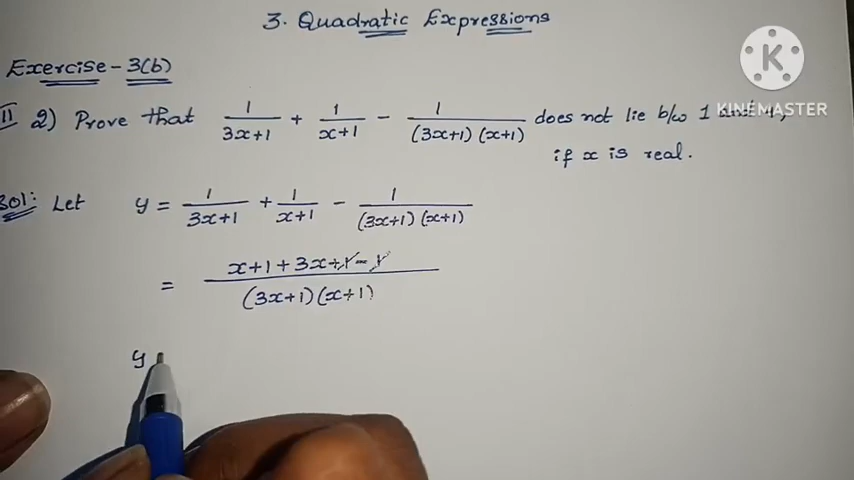 3. Quadratic Expressions
Exercise - 3(b)
II 2) Prove that 1/(3x+1) + 1/(x+1) - 1/((3x+1)(x+1)) does not lie b/w 1 and 4,
if x is real.
Sol: Let y = 1/(3x+1) + 1/(x+1) - 1/((3x+1)(x+1))
= (x+1+3x+1-1)/((3x+1)(x+1))
y
K
KINEMASTER